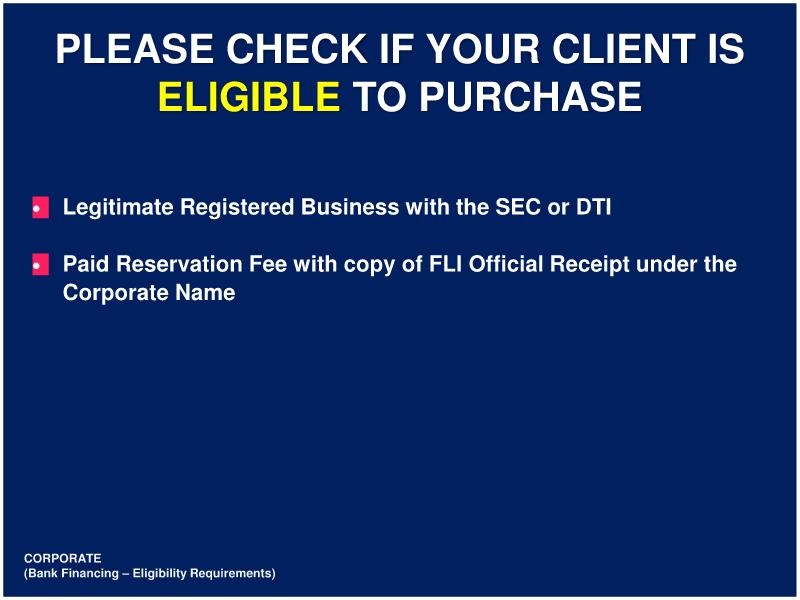 PLEASE CHECK IF YOUR CLIENT IS
ELIGIBLE TO PURCHASE
• Legitimate Registered Business with the SEC or DTI
• Paid Reservation Fee with copy of FLI Official Receipt under the
Corporate Name
CORPORATE
(Bank Financing – Eligibility Requirements)